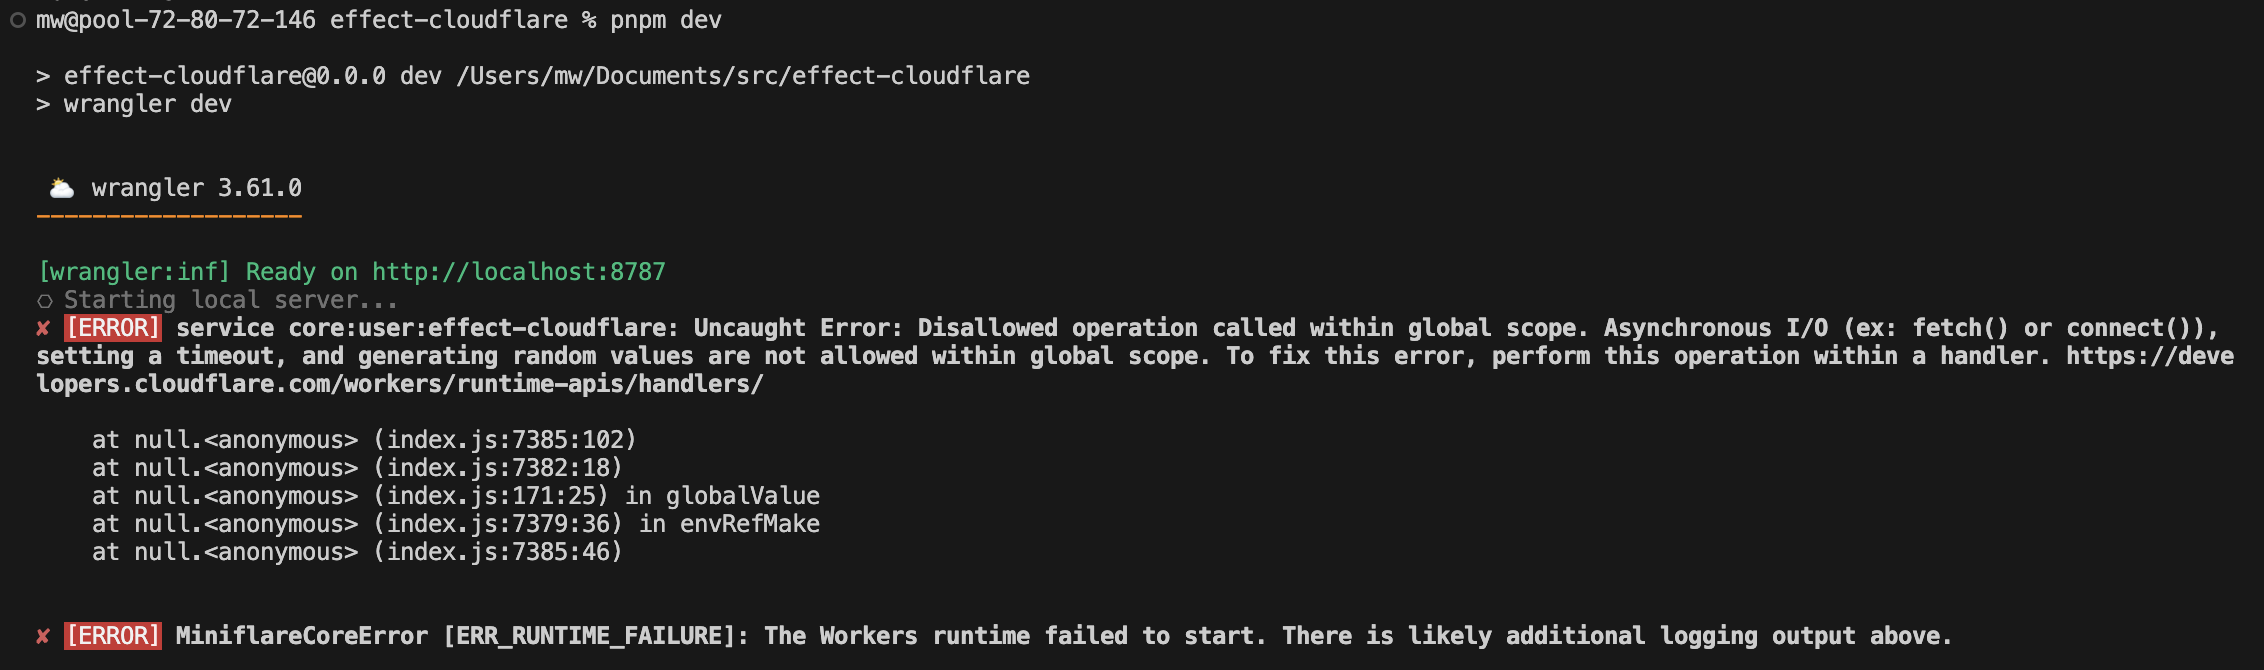 mw@pool-72-80-72-146 effect-cloudflare % pnpm dev
> effect-cloudflare@0.0.0 dev /Users/mw/Documents/src/effect-cloudflare
> wrangler dev
⛅️ wrangler 3.61.0
-------------------
[wrangler:inf] Ready on http://localhost:8787
⎔ Starting local server...
✘ [ERROR] service core:user:effect-cloudflare: Uncaught Error: Disallowed operation called within global scope. Asynchronous I/O (ex: fetch() or connect()),
setting a timeout, and generating random values are not allowed within global scope. To fix this error, perform this operation within a handler. https://deve
lopers.cloudflare.com/workers/runtime-apis/handlers/
at null.<anonymous> (index.js:7385:102)
at null.<anonymous> (index.js:7382:18)
at null.<anonymous> (index.js:171:25) in globalValue
at null.<anonymous> (index.js:7379:36) in envRefMake
at null.<anonymous> (index.js:7385:46)
✘ [ERROR] MiniflareCoreError [ERR_RUNTIME_FAILURE]: The Workers runtime failed to start. There is likely additional logging output above.